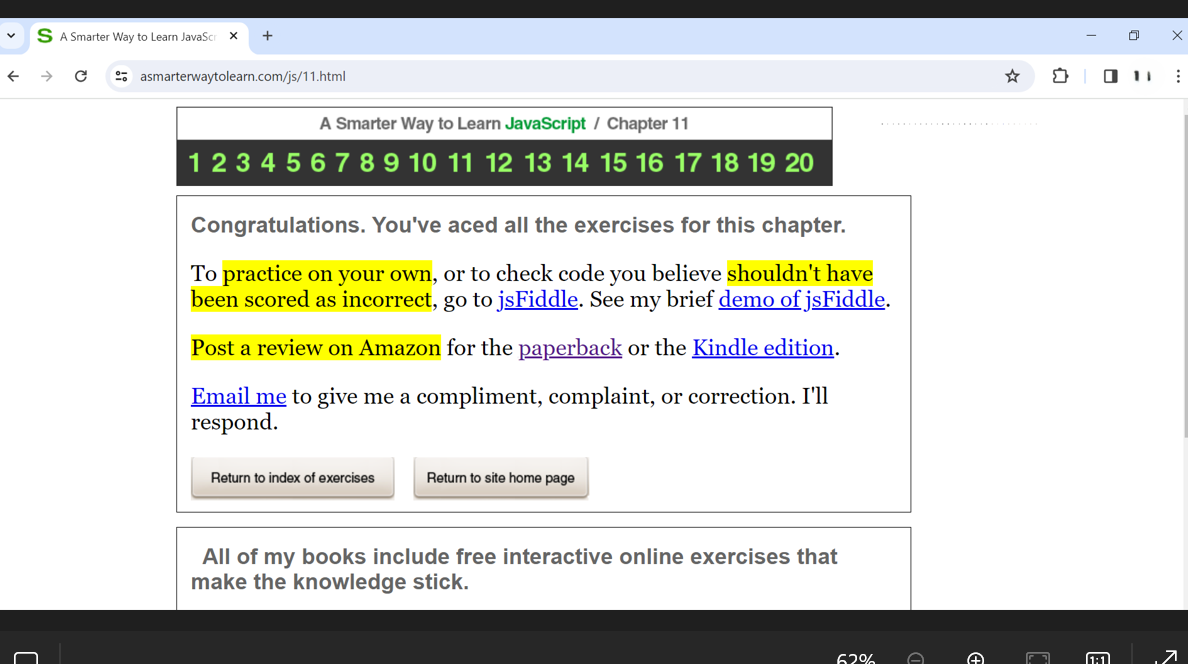 A Smarter Way to Learn JavaScr
asmarterwaytolearn.com/js/11.html
A Smarter Way to Learn JavaScript / Chapter 11
1 2 3 4 5 6 7 8 9 10 11 12 13 14 15 16 17 18 19 20
Congratulations. You've aced all the exercises for this chapter.
To practice on your own, or to check code you believe shouldn't have
been scored as incorrect, go to jsFiddle. See my brief demo of jsFiddle.
Post a review on Amazon for the paperback or the Kindle edition.
Email me to give me a compliment, complaint, or correction. I'll
respond.
Return to index of exercises Return to site home page
All of my books include free interactive online exercises that
make the knowledge stick.
62% 1:1